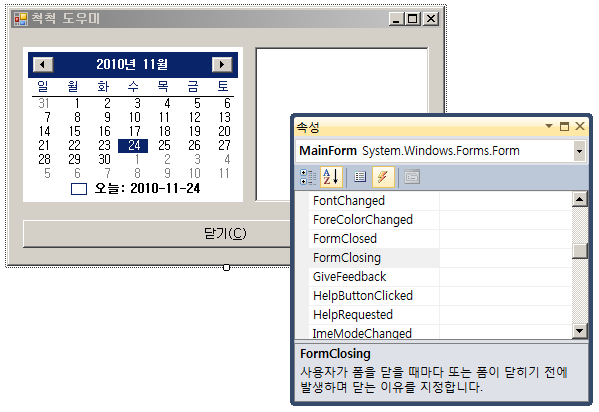 척척 도우미
2010년 11월
일 월 화 수 목 금 토
31 1 2 3 4 5 6
7 8 9 10 11 12 13
14 15 16 17 18 19 20
21 22 23 24 25 26 27
28 29 30 1 2 3 4
5 6 7 8 9 10 11
오늘: 2010-11-24
닫기(C)
속성
MainForm System.Windows.Forms.Form
FontChanged
ForeColorChanged
FormClosed
FormClosing
GiveFeedback
HelpButtonClicked
HelpRequested
ImeModeChanged
FormClosing
사용자가 폼을 닫을 때마다 또는 폼이 닫히기 전에
발생하며 닫는 이유를 지정합니다.